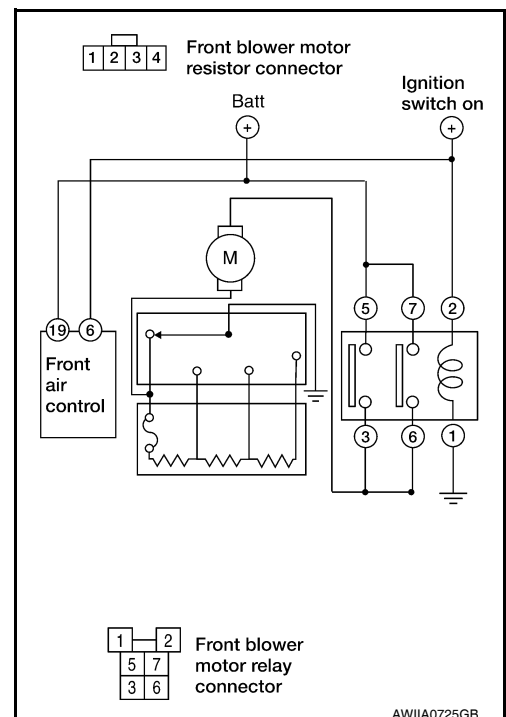 1 2 3 4
Front blower motor
resistor connector
Batt
+
Ignition
switch on
+
M
19 6
Front
air
control
5 7 2
3 6 1
1 2
5 7
3 6
Front blower
motor relay
connector
AWIIA0725GB